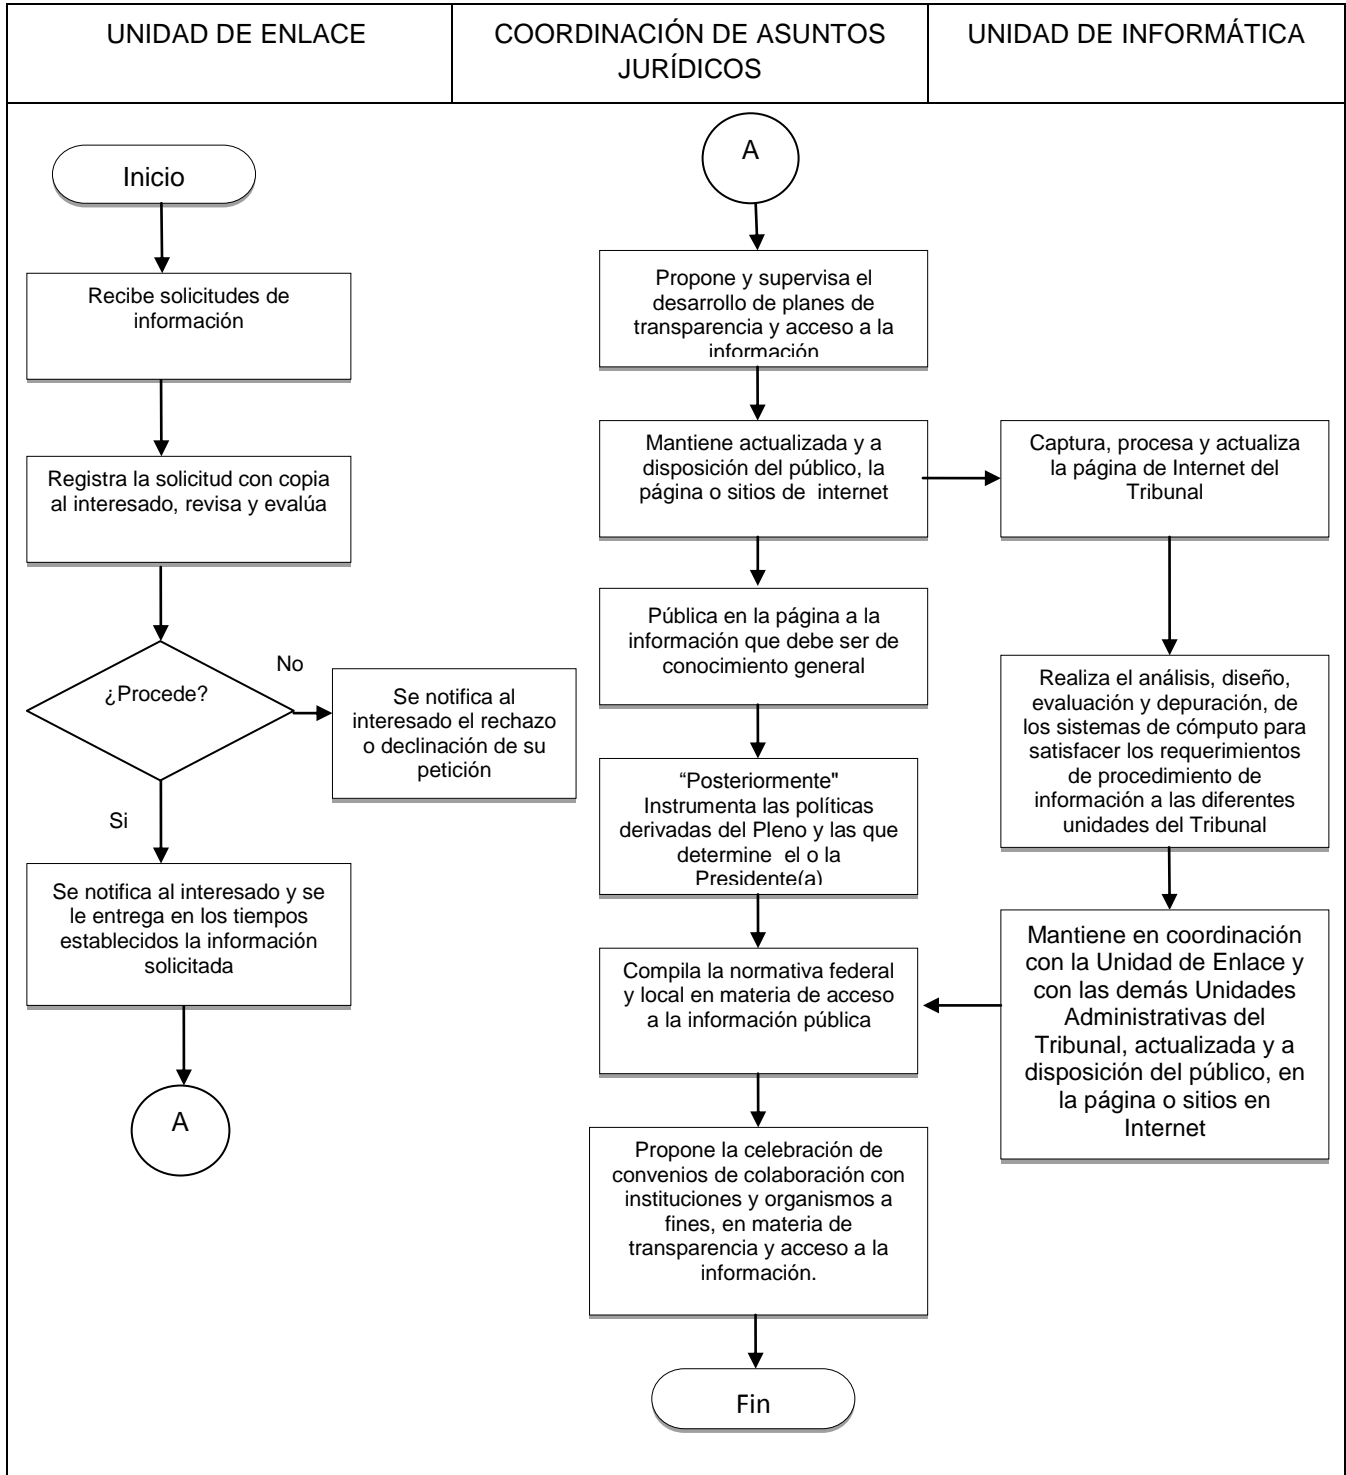 UNIDAD DE ENLACE
COORDINACIÓN DE ASUNTOS
JURÍDICOS
UNIDAD DE INFORMÁTICA
Inicio
Recibe solicitudes de
información
Registra la solicitud con copia
al interesado, revisa y evalúa
¿Procede?
No
Se notifica al
interesado el rechazo
o declinación de su
petición
Si
Se notifica al interesado y se
le entrega en los tiempos
establecidos la información
solicitada
A
A
Propone y supervisa el
desarrollo de planes de
transparencia y acceso a la
información
Mantiene actualizada y a
disposición del público, la
página o sitios de  internet
Pública en la página a la
información que debe ser de
conocimiento general
“Posteriormente"
Instrumenta las políticas
derivadas del Pleno y las que
determine  el o la
Presidente(a)
Compila la normativa federal
y local en materia de acceso
a la información pública
Propone la celebración de
convenios de colaboración con
instituciones y organismos a
fines, en materia de
transparencia y acceso a la
información.
Fin
Captura, procesa y actualiza
la página de Internet del
Tribunal
Realiza el análisis, diseño,
evaluación y depuración, de
los sistemas de cómputo para
satisfacer los requerimientos
de procedimiento de
información a las diferentes
unidades del Tribunal
Mantiene en coordinación
con la Unidad de Enlace y
con las demás Unidades
Administrativas del
Tribunal, actualizada y a
disposición del público, en
la página o sitios en
Internet